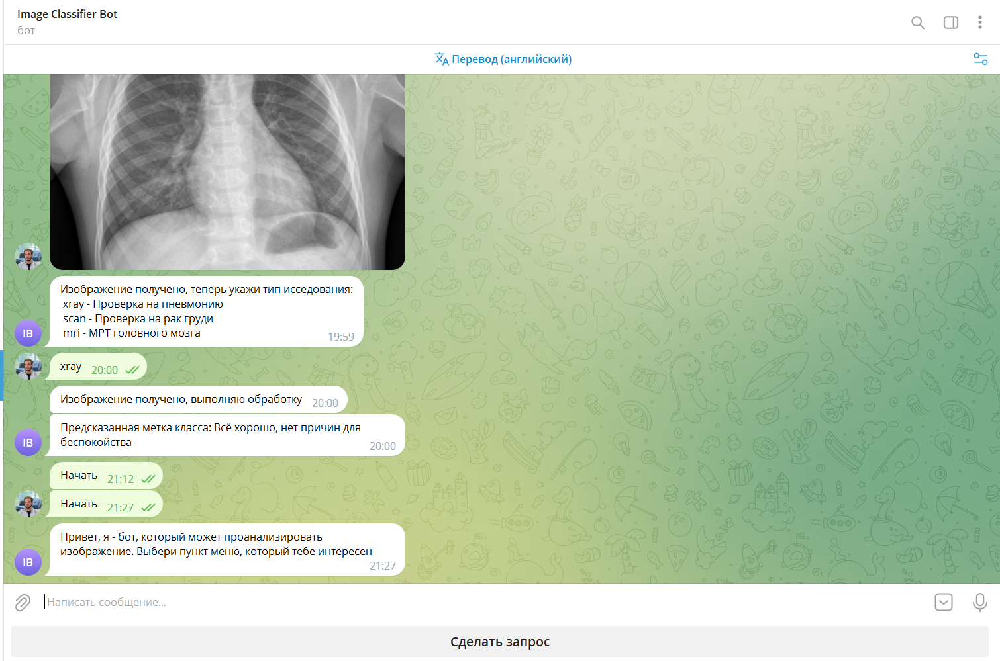 Image Classifier Bot
бот
Перевод (английский)
Изображение получено, теперь укажи тип исседования:
xray - Проверка на пневмонию
scan - Проверка на рак груди
mri - МРТ головного мозга
19:59
IB
xray 20:00
Изображение получено, выполняю обработку 20:00
Предсказанная метка класса: Всё хорошо, нет причин для
беспокойства
20:00
IB
Начать 21:12
Начать 21:27
Привет, я - бот, который может проанализировать
изображение. Выбери пункт меню, который тебе интересен
21:27
IB
Написать сообщение...
Сделать запрос